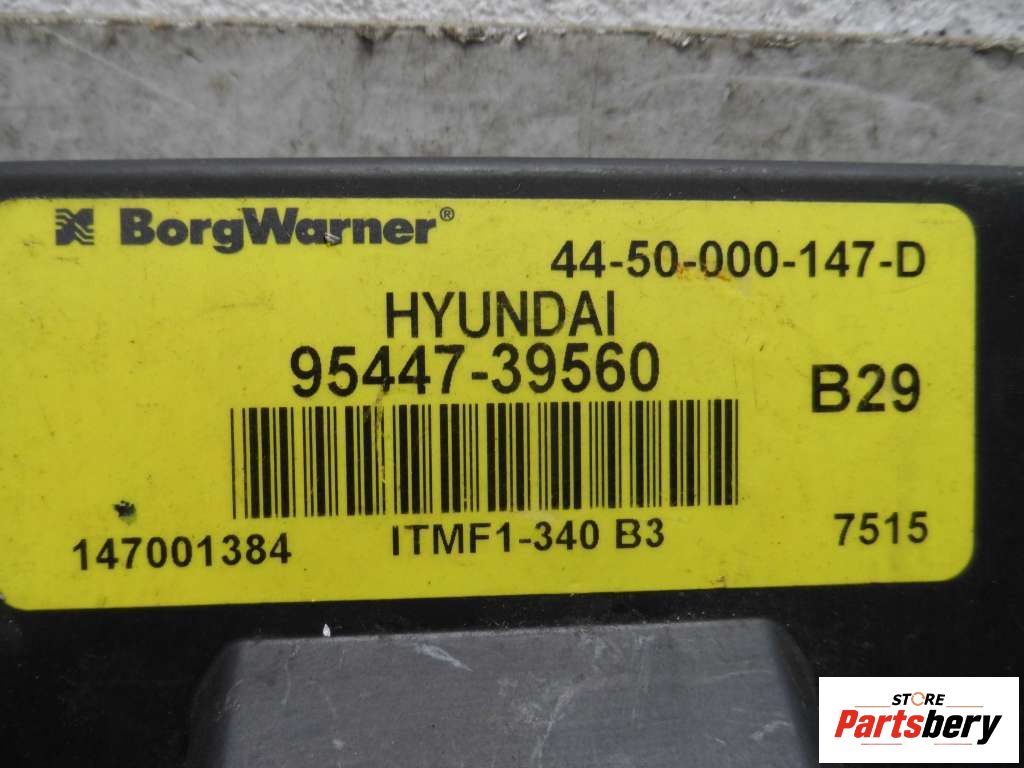 BorgWarner®
44-50-000-147-D
HYUNDAI
95447-39560
B29
147001384
ITMF1-340 B3
7515
STORE
Partsbery